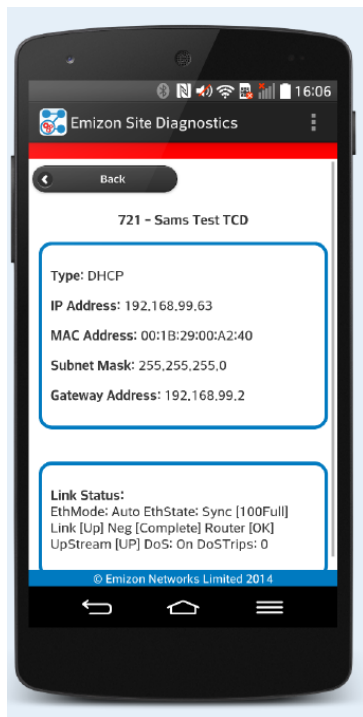 16:06
Emizon Site Diagnostics
Back
721 - Sams Test TCD
Type: DHCP
IP Address: 192.168.99.63
MAC Address: 00:1B:29:00:A2:40
Subnet Mask: 255.255.255.0
Gateway Address: 192.168.99.2
Link Status:
EthMode: Auto EthState: Sync [100Full]
Link [Up] Neg [Complete] Router [OK]
UpStream [UP] DoS: On DoSTrips: 0
© Emizon Networks Limited 2014